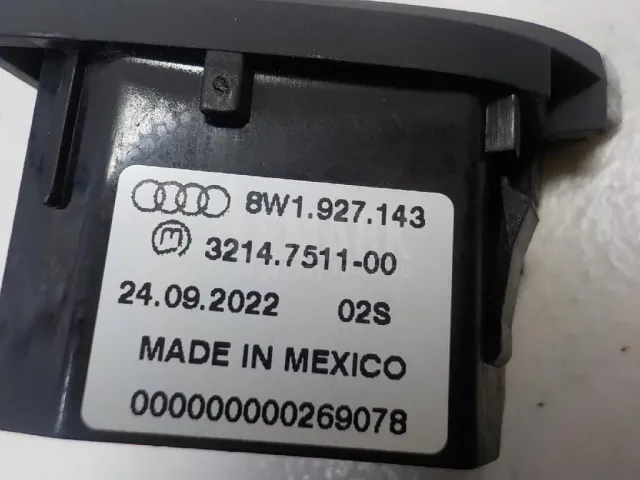 8W1.927.143
m 3214.7511-00
24.09.2022 02S
MADE IN MEXICO
000000000269078